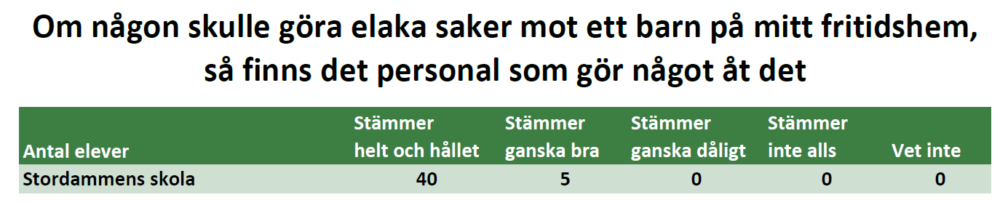 Om någon skulle göra elaka saker mot ett barn på mitt fritidshem,
så finns det personal som gör något åt det
Antal elever Stämmer helt och hållet Stämmer ganska bra Stämmer ganska dåligt Stämmer inte alls Vet inte
Stordammens skola 40 5 0 0 0